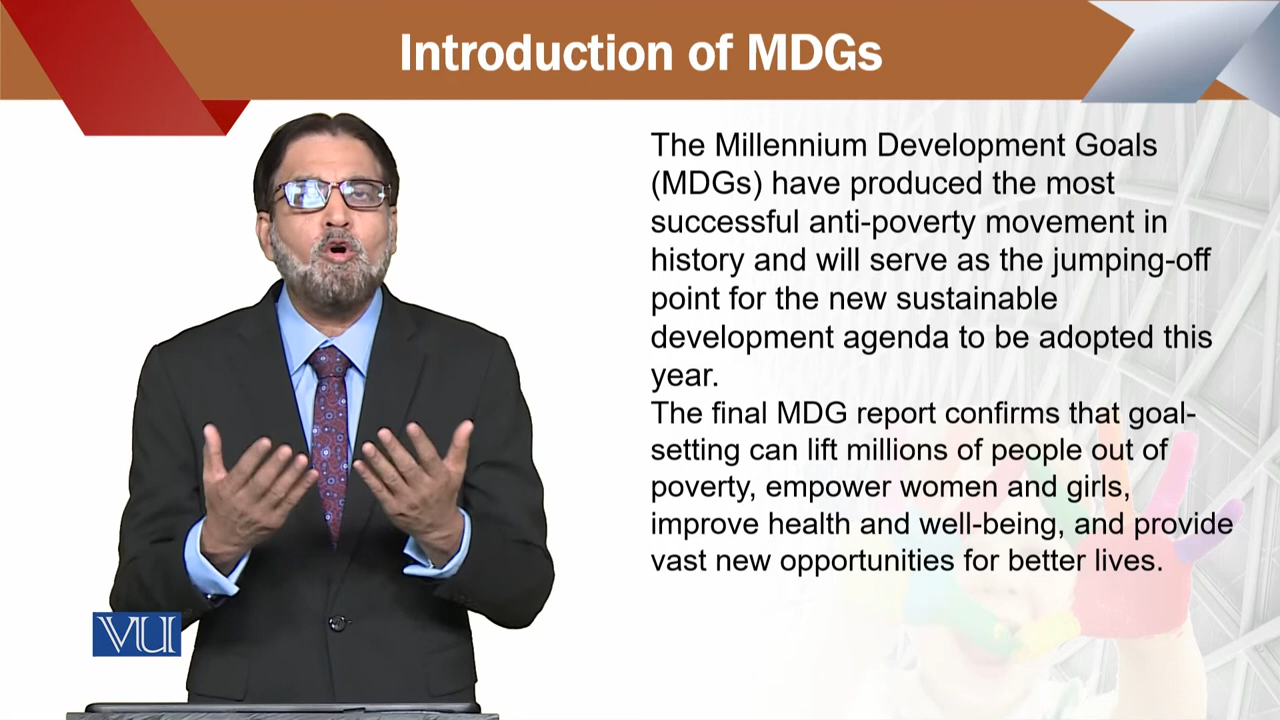 Introduction of MDGs
The Millennium Development Goals
(MDGs) have produced the most
successful anti-poverty movement in
history and will serve as the jumping-off
point for the new sustainable
development agenda to be adopted this
year.
The final MDG report confirms that goal-
setting can lift millions of people out of
poverty, empower women and girls,
improve health and well-being, and provide
vast new opportunities for better lives.
VU